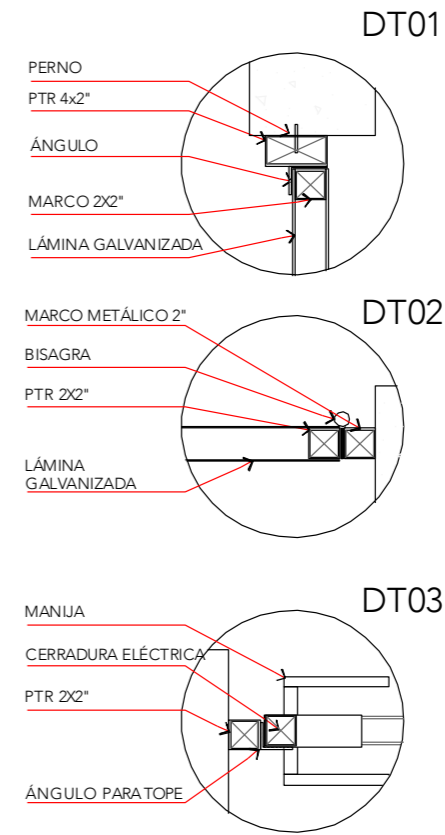 DT01
PERNO
PTR 4x2"
ÁNGULO
MARCO 2X2"
LÁMINA GALVANIZADA
DT02
MARCO METÁLICO 2"
BISAGRA
PTR 2X2"
LÁMINA
GALVANIZADA
DT03
MANIJA
CERRADURA ELÉCTRICA
PTR 2X2"
ÁNGULO PARA TOPE